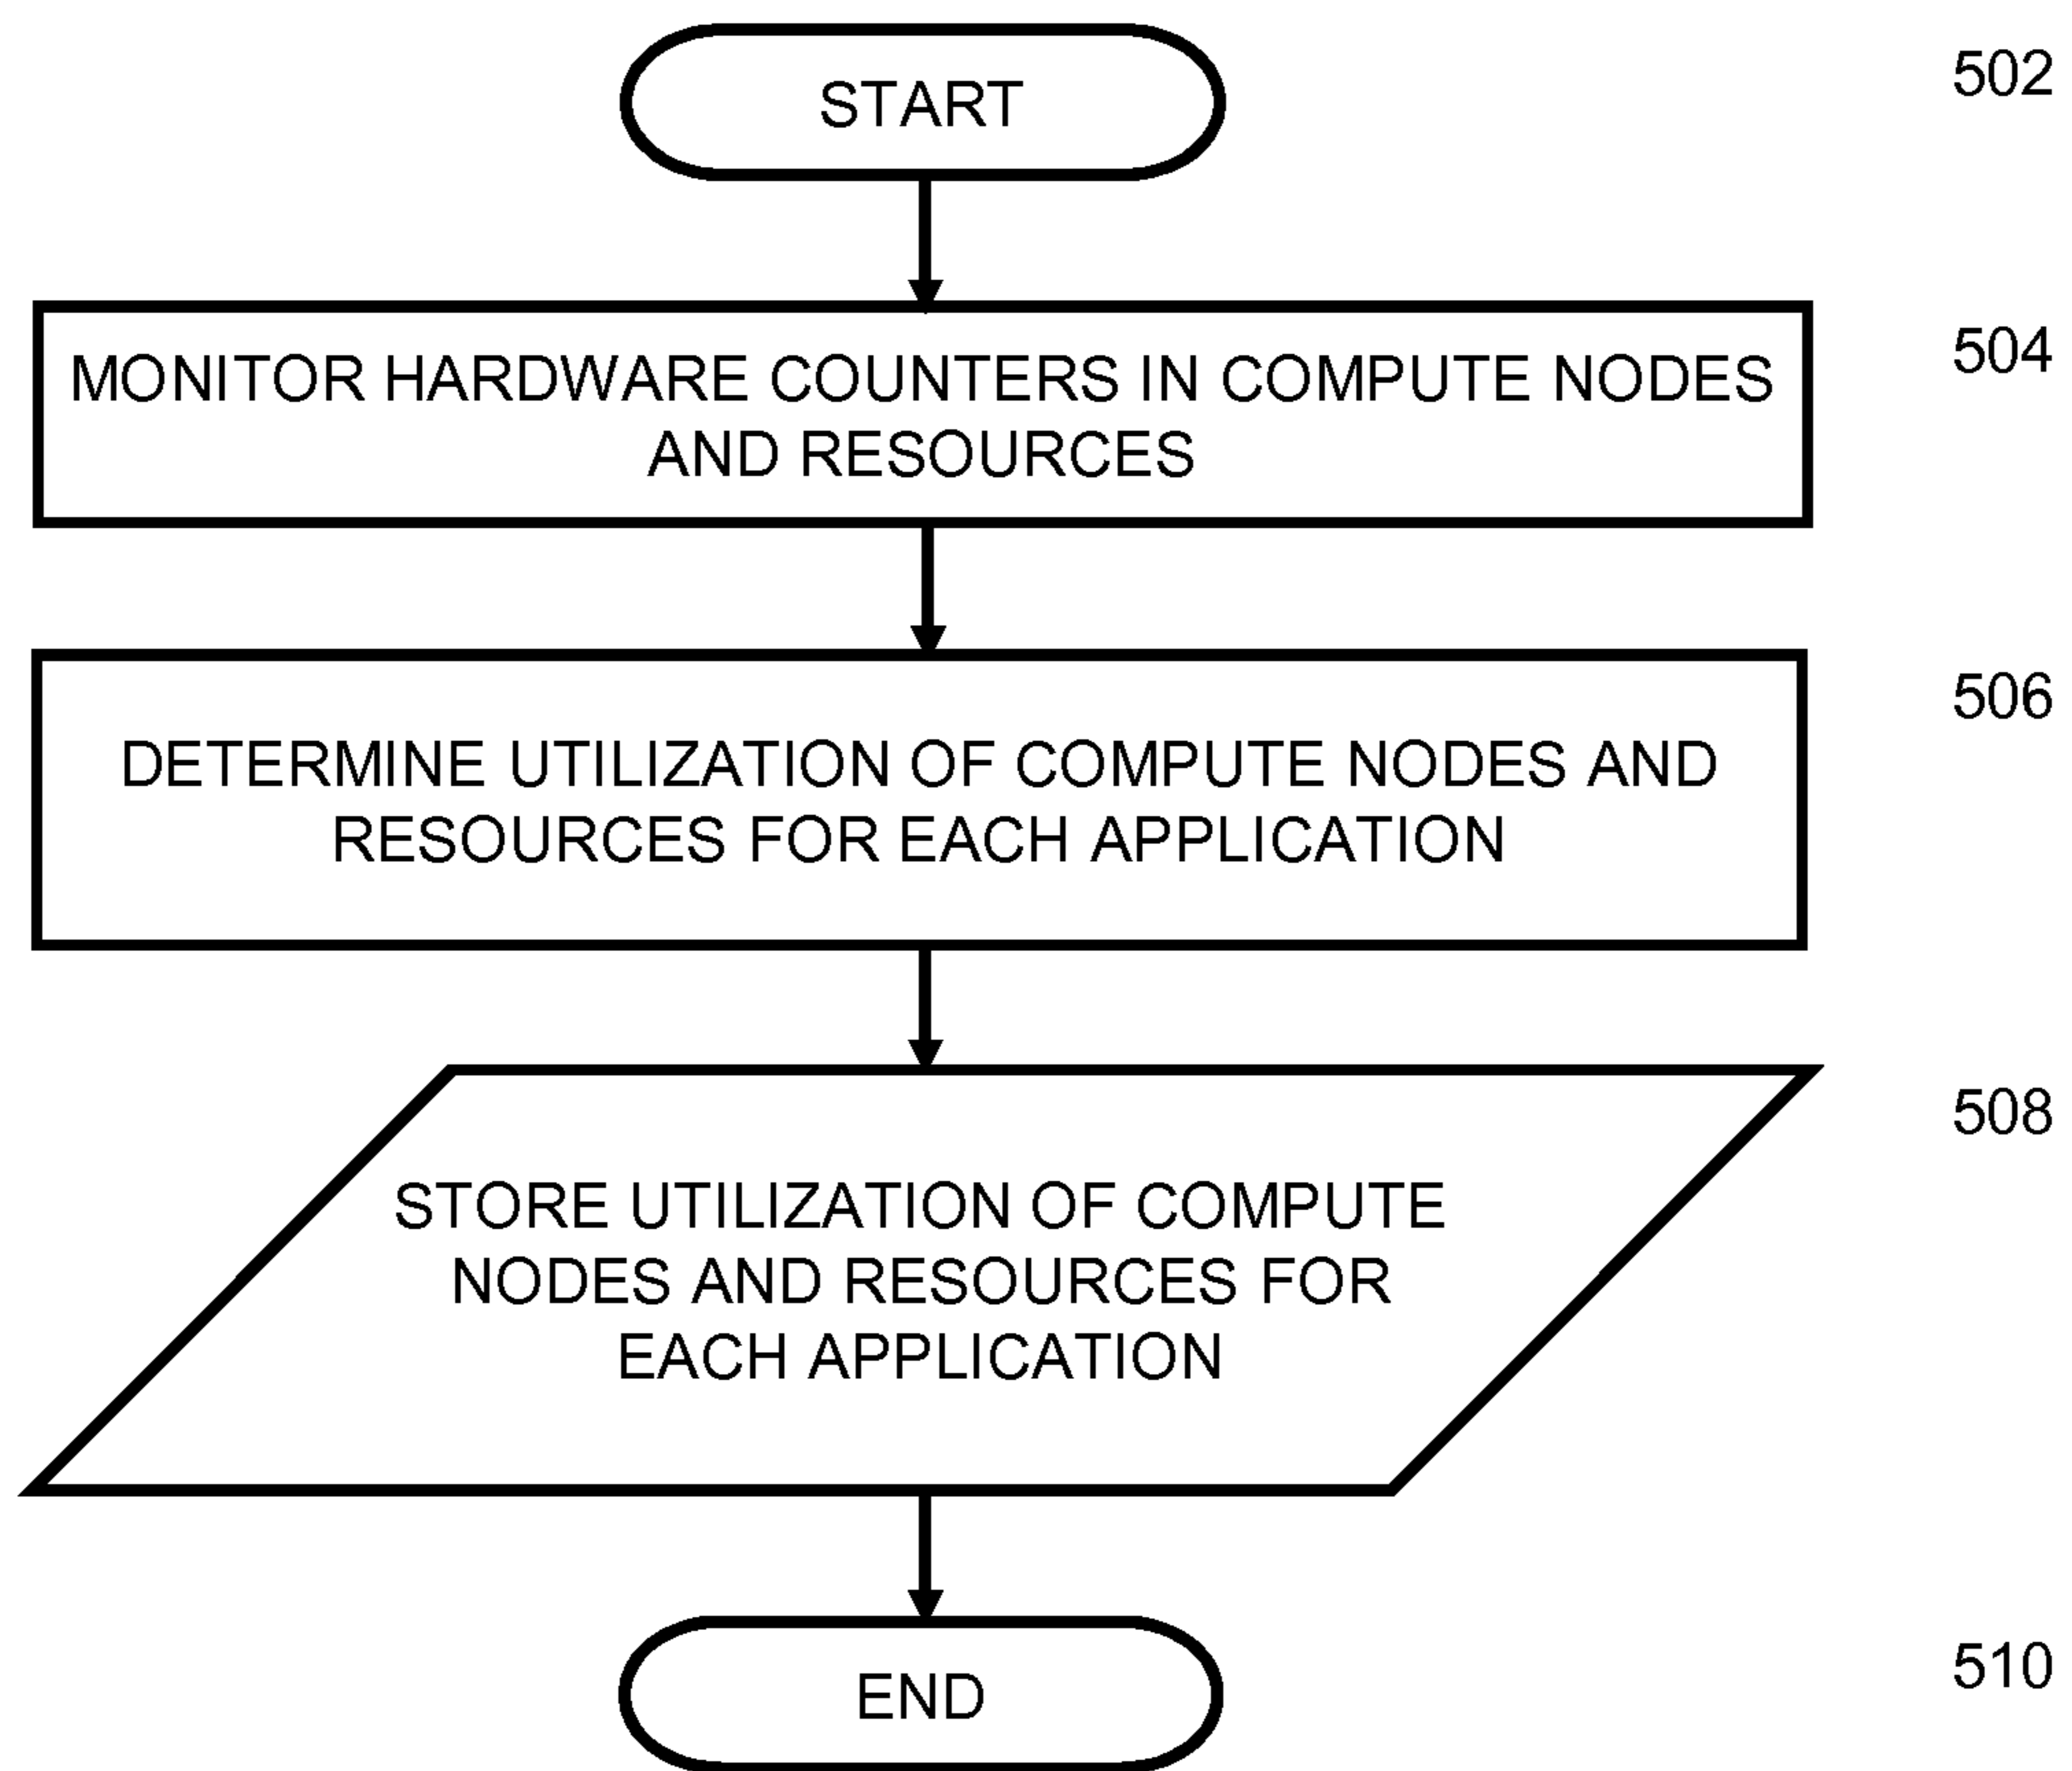 START
502
MONITOR HARDWARE COUNTERS IN COMPUTE NODES
AND RESOURCES
504
DETERMINE UTILIZATION OF COMPUTE NODES AND
RESOURCES FOR EACH APPLICATION
506
STORE UTILIZATION OF COMPUTE
NODES AND RESOURCES FOR
EACH APPLICATION
508
END
510